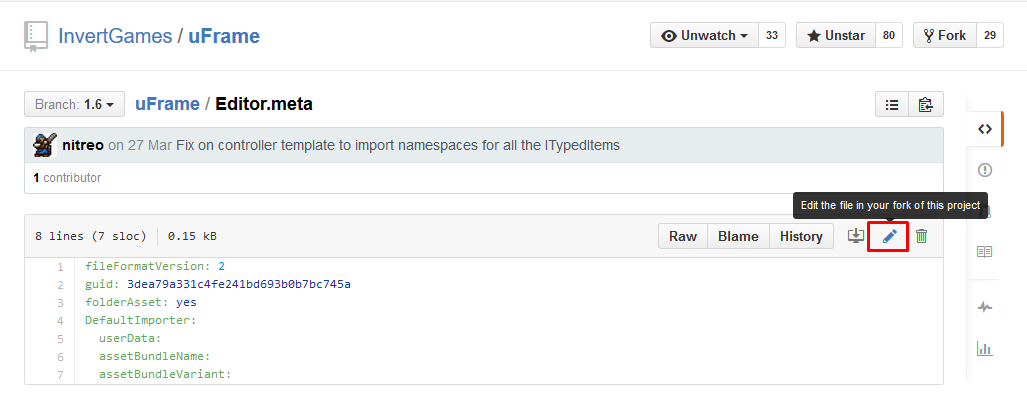 InvertGames / uFrame
Unwatch 33 Unstar 80 Fork 29
Branch: 1.6 uFrame / Editor.meta
nitreo on 27 Mar Fix on controller template to import namespaces for all the ITypedItems
1 contributor
Edit the file in your fork of this project
8 lines (7 sloc) 0.15 kB Raw Blame History
1 fileFormatVersion: 2
2 guid: 3dea79a331c4fe241bd693b0b7bc745a
3 folderAsset: yes
4 DefaultImporter:
5 userData:
6 assetBundleName:
7 assetBundleVariant: